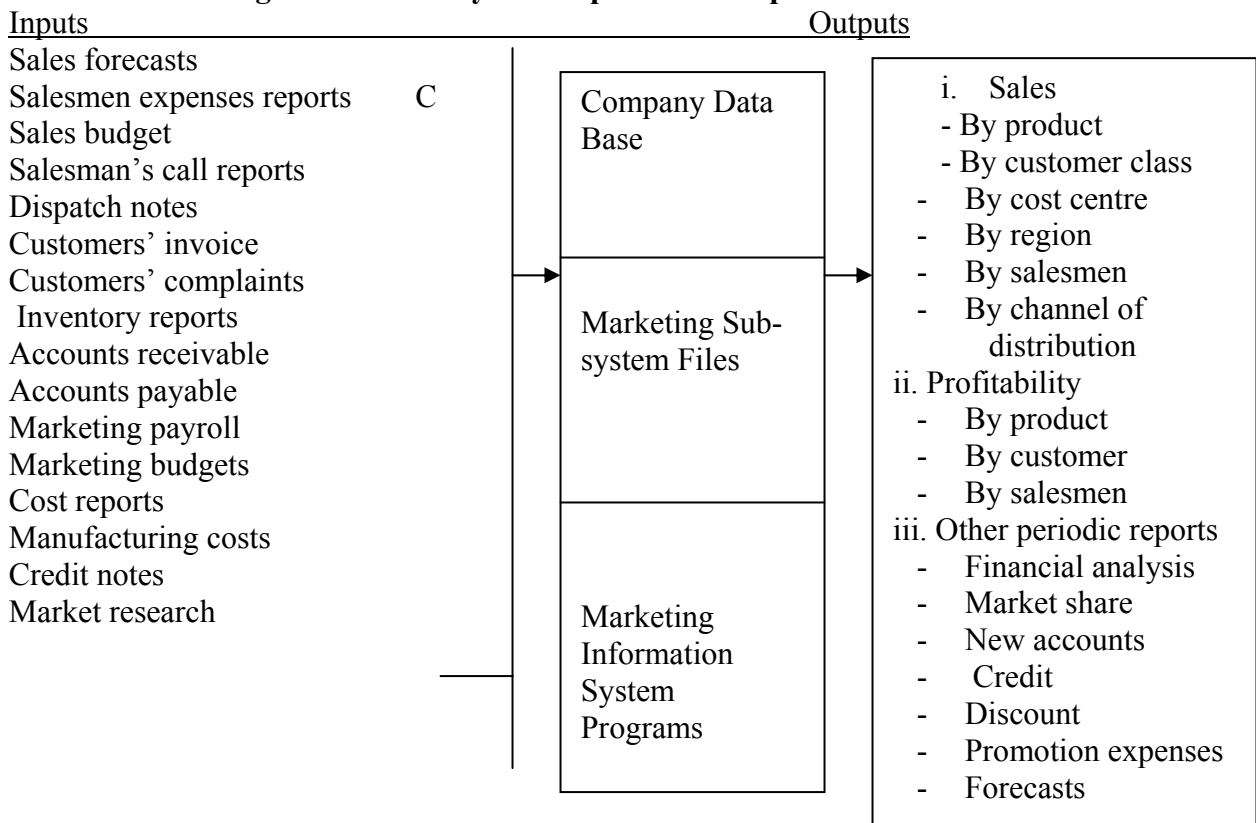 Inputs Outputs
Sales forecasts
Salesmen expenses reports C
Sales budget
Salesman’s call reports
Dispatch notes
Customers’ invoice
Customers’ complaints
Inventory reports
Accounts receivable
Accounts payable
Marketing payroll
Marketing budgets
Cost reports
Manufacturing costs
Credit notes
Market research
Company Data
Base
Marketing Sub-
system Files
Marketing
Information
System
Programs
i. Sales
- By product
- By customer class
- By cost centre
- By region
- By salesmen
- By channel of
distribution
ii. Profitability
- By product
- By customer
- By salesmen
iii. Other periodic reports
- Financial analysis
- Market share
- New accounts
- Credit
- Discount
- Promotion expenses
- Forecasts